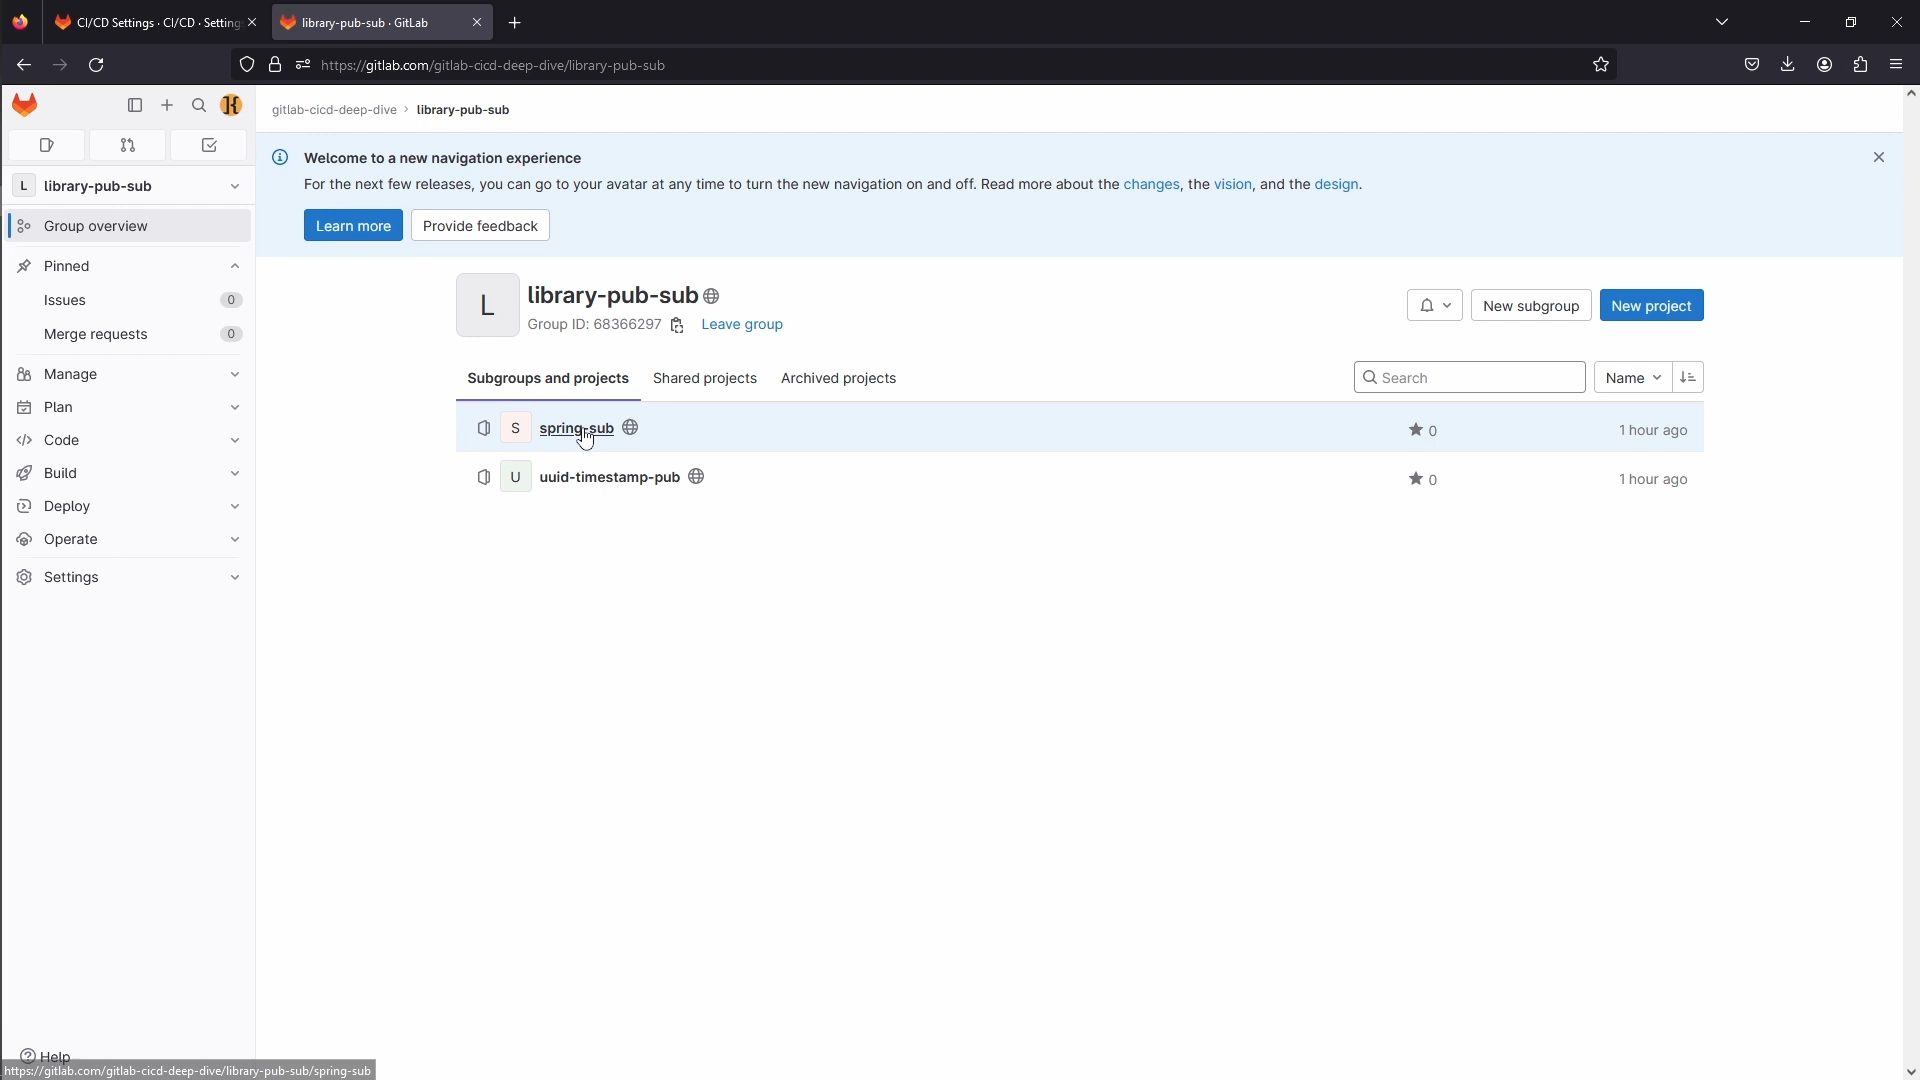 CI/CD Settings · CI/CD · Setting
library-pub-sub · GitLab
https://gitlab.com/gitlab-cicd-deep-dive/library-pub-sub
gitlab-cicd-deep-dive › library-pub-sub
Welcome to a new navigation experience
For the next few releases, you can go to your avatar at any time to turn the new navigation on and off. Read more about the changes, the vision, and the design.
Learn more
Provide feedback
L library-pub-sub
Group overview
Pinned
Issues 0
Merge requests 0
Manage
Plan
Code
Build
Deploy
Operate
Settings
Help
L
library-pub-sub
Group ID: 68366297 Leave group
New subgroup
New project
Subgroups and projects
Shared projects
Archived projects
Search
Name
S spring-sub 0 1 hour ago
U uuid-timestamp-pub 0 1 hour ago
https://gitlab.com/gitlab-cicd-deep-dive/library-pub-sub/spring-sub